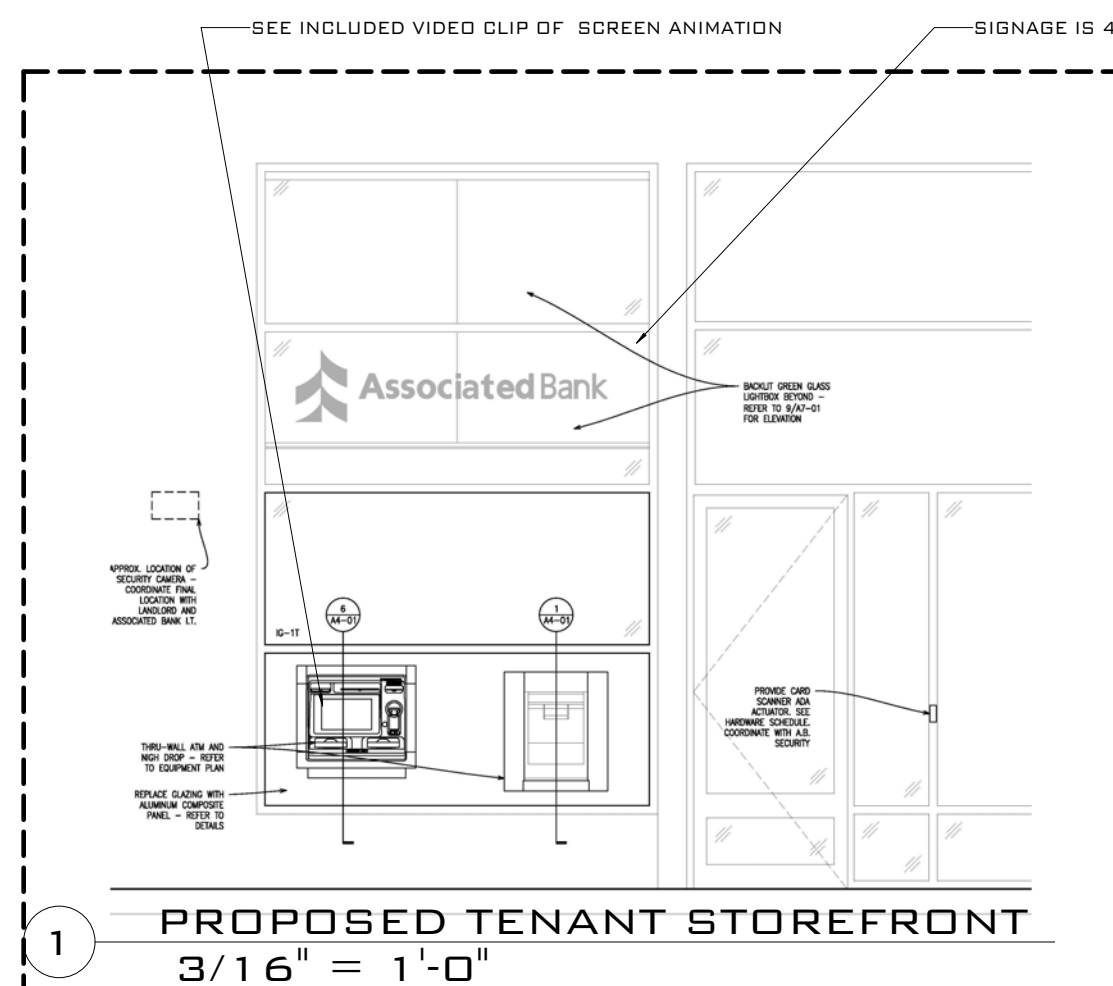 SEE INCLUDED VIDEO CLIP OF SCREEN ANIMATION
SIGNAGE IS 4
Associated Bank
BACKLIT GREEN GLASS
LIGHTBOX BEYOND –
REFER TO 9/A7-01
FOR ELEVATION
APPROX. LOCATION OF
SECURITY CAMERA –
COORDINATE FINAL
LOCATION WITH
LANDLORD AND
ASSOCIATED BANK I.T.
6
A4-01
1
A4-01
IG-1T
PROVIDE CARD
SCANNER ADA
ACTUATOR. SEE
HARDWARE SCHEDULE.
COORDINATE WITH A.B.
SECURITY
THRU-WALL ATM AND
NIGH DROP – REFER
TO EQUIPMENT PLAN
REPLACE GLAZING WITH
ALUMINUM COMPOSITE
PANEL – REFER TO
DETAILS
1
PROPOSED TENANT STOREFRONT
3/16" = 1'-0"